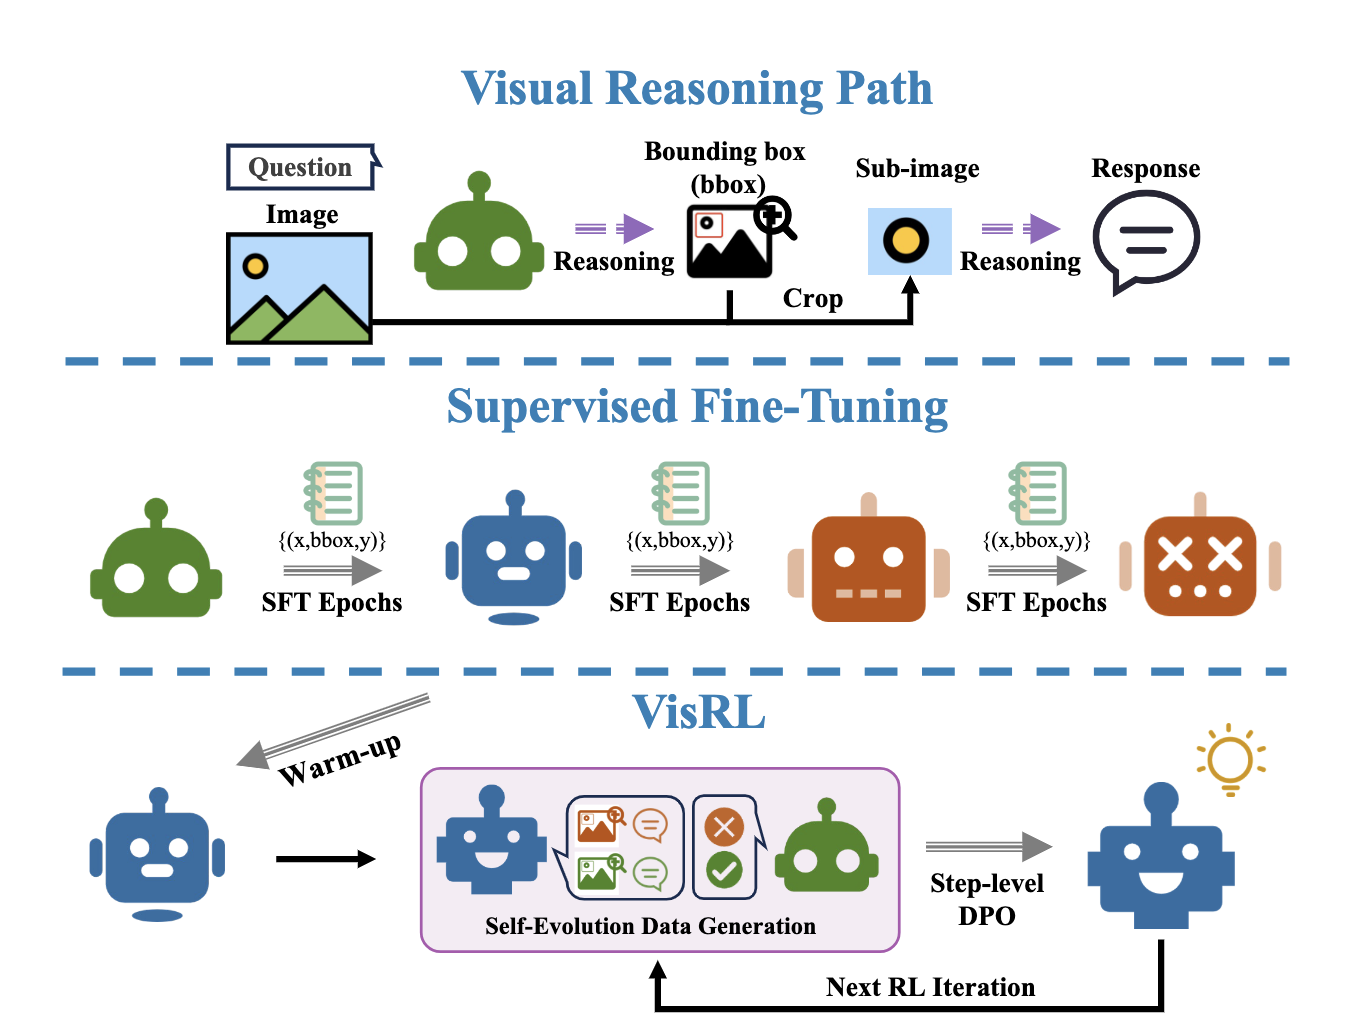 Visual Reasoning Path
Question
Image
Reasoning
Bounding box
(bbox)
Crop
Sub-image
Reasoning
Response
Supervised Fine-Tuning
{(x,bbox,y)}
SFT Epochs
{(x,bbox,y)}
SFT Epochs
{(x,bbox,y)}
SFT Epochs
VisRL
Warm-up
Self-Evolution Data Generation
Step-level
DPO
Next RL Iteration